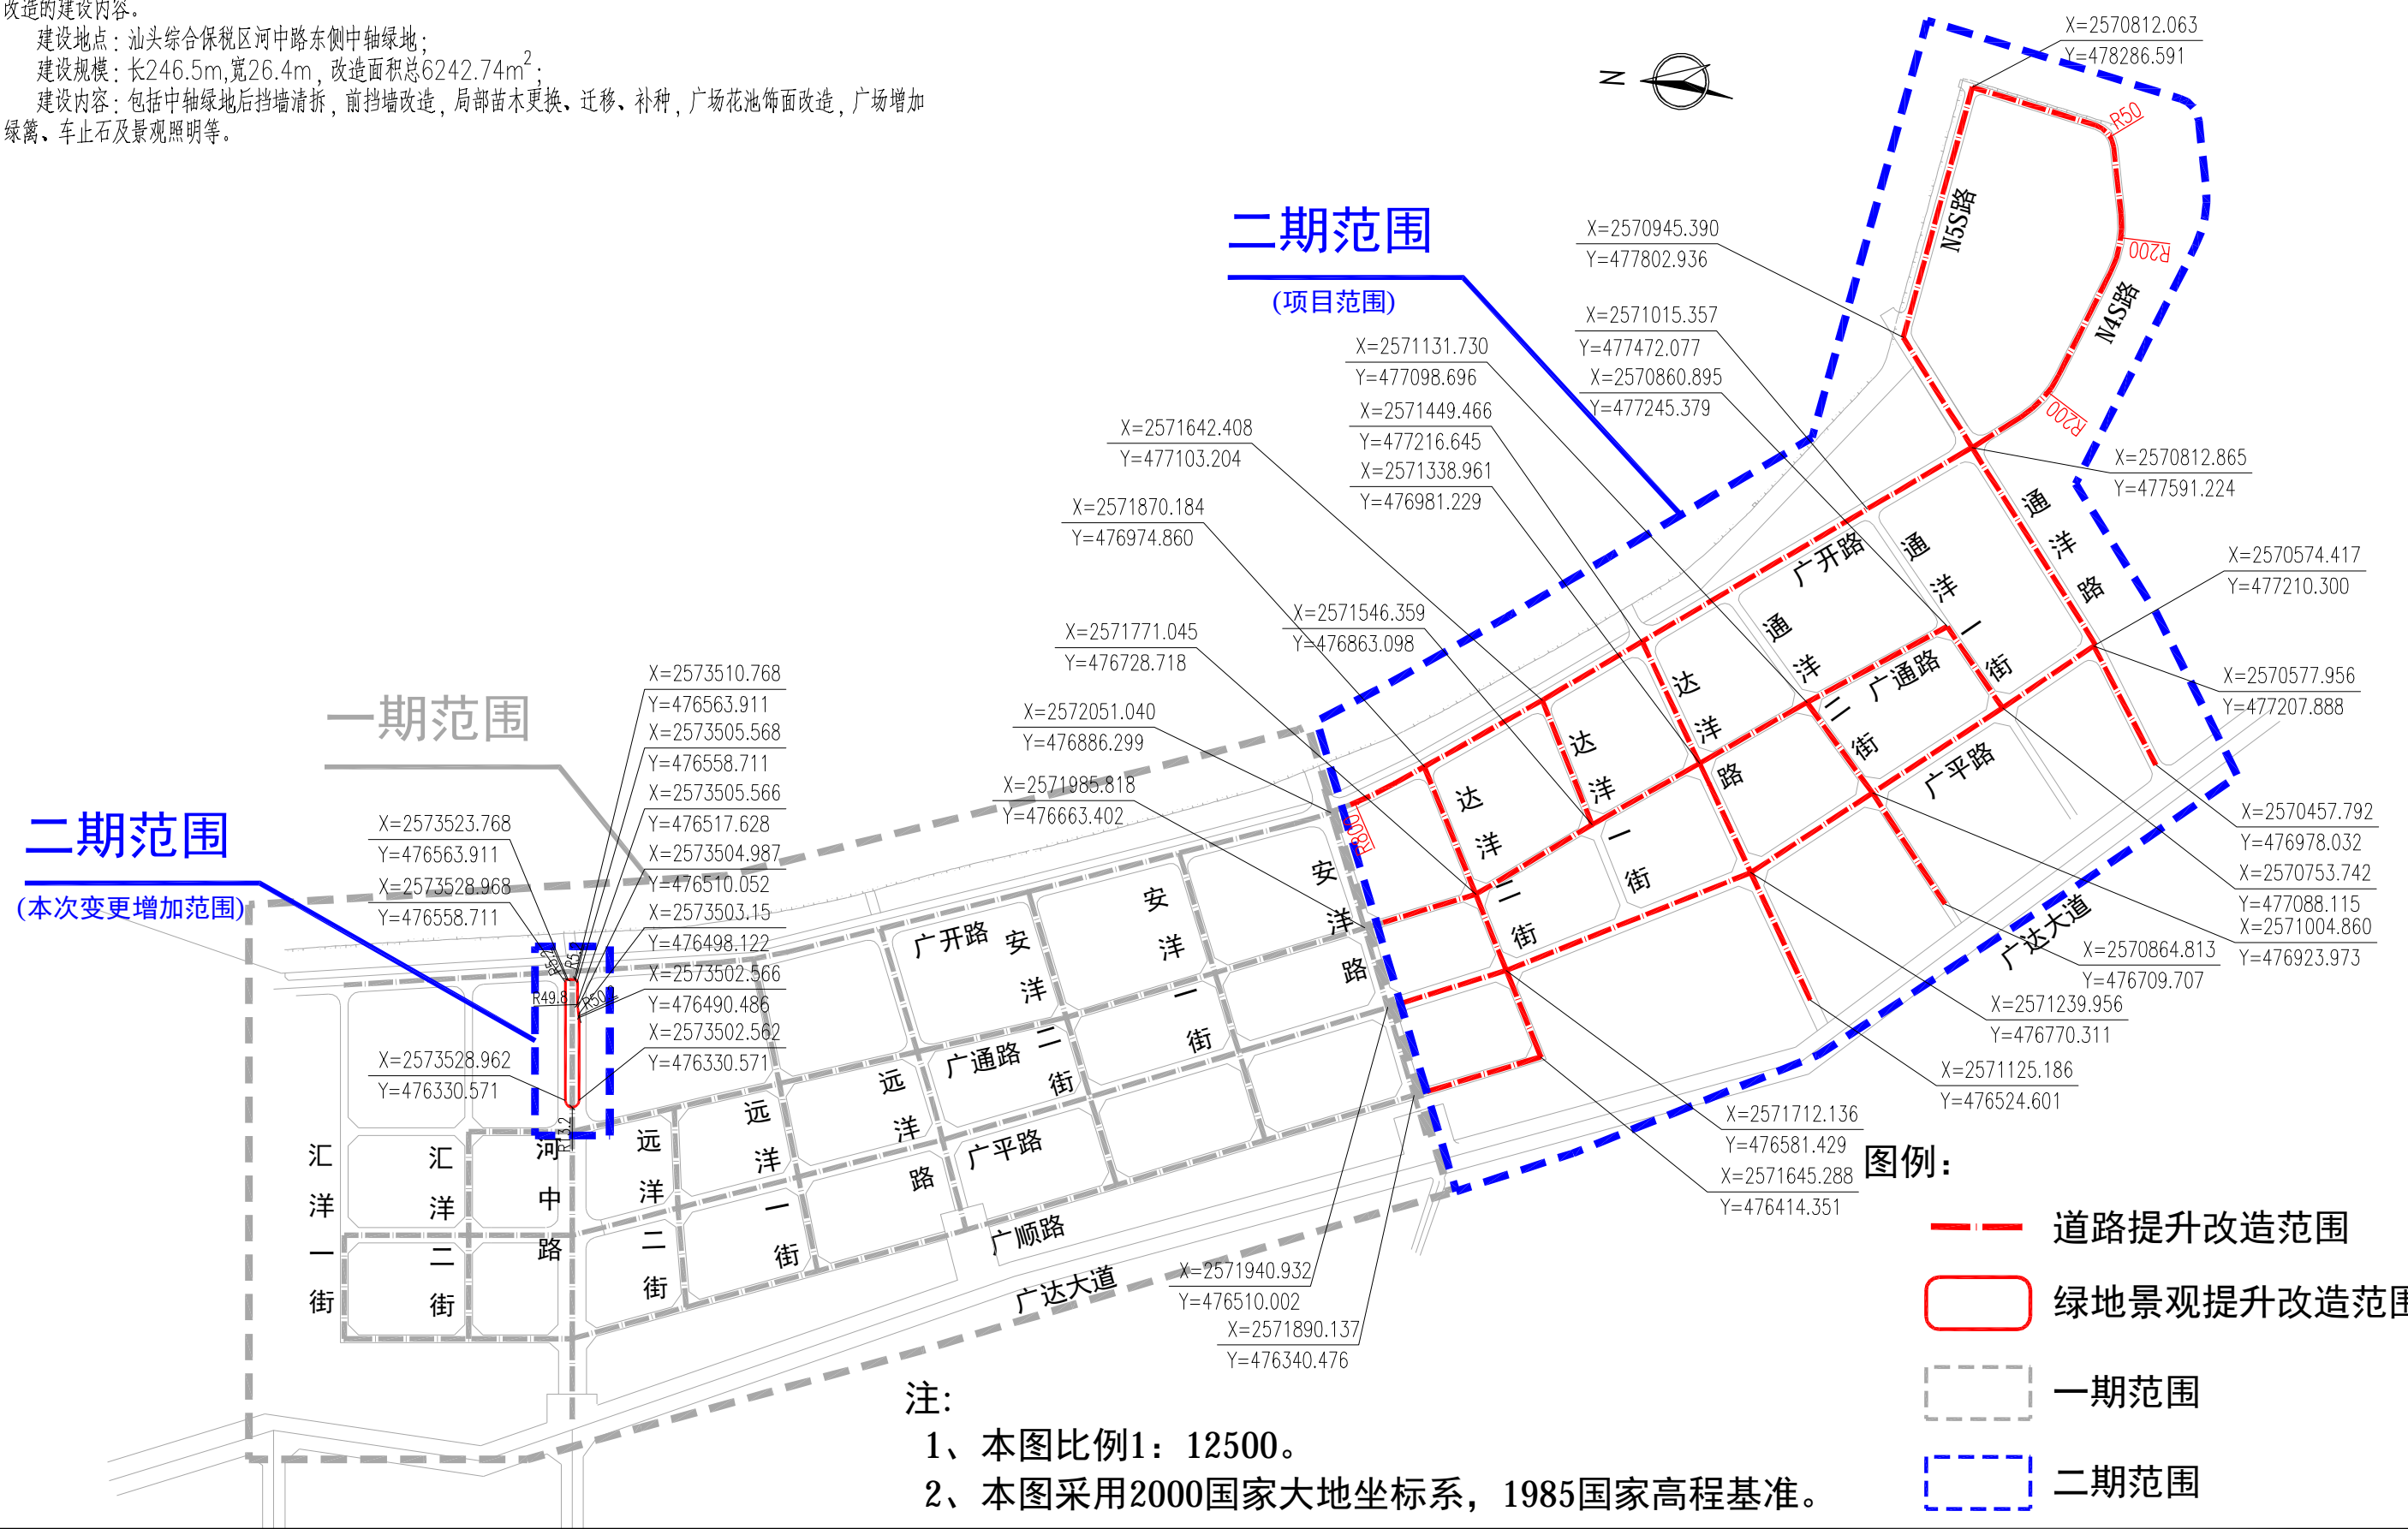 改造的建设内容。
建设地点：汕头综合保税区河中路东侧中轴绿地；
建设规模：长246.5m,宽26.4m，改造面积总6242.74m²；
建设内容：包括中轴绿地后挡墙清拆，前挡墙改造，局部苗木更换、迁移、补种，广场花池饰面改造，广场增加
绿篱、车止石及景观照明等。
N
X=2570812.063
Y=478286.591
R50
N5S路
R200
N4S路
R200
二期范围
(项目范围)
X=2570945.390
Y=477802.936
X=2571015.357
Y=477472.077
X=2570860.895
Y=477245.379
X=2571131.730
Y=477098.696
X=2571449.466
Y=477216.645
X=2571338.961
Y=476981.229
X=2571642.408
Y=477103.204
X=2571870.184
Y=476974.860
X=2571546.359
Y=476863.098
X=2571771.045
Y=476728.718
X=2572051.040
Y=476886.299
X=2571985.818
Y=476663.402
X=2570812.865
Y=477591.224
X=2570574.417
Y=477210.300
X=2570577.956
Y=477207.888
X=2570457.792
Y=476978.032
X=2570753.742
Y=477088.115
X=2571004.860
Y=476923.973
X=2570864.813
Y=476709.707
X=2571239.956
Y=476770.311
X=2571125.186
Y=476524.601
X=2571712.136
Y=476581.429
X=2571645.288
Y=476414.351
X=2571940.932
Y=476510.002
X=2571890.137
Y=476340.476
R800
通洋路
通洋一街
通洋二街
达洋路
达洋一街
达洋二街
广开路
广通路
广平路
广达大道
一期范围
二期范围
(本次变更增加范围)
X=2573510.768
Y=476563.911
X=2573505.568
Y=476558.711
X=2573505.566
Y=476517.628
X=2573504.987
Y=476510.052
X=2573503.15
Y=476498.122
X=2573502.566
Y=476490.486
X=2573502.562
Y=476330.571
X=2573523.768
Y=476563.911
X=2573528.968
Y=476558.711
X=2573528.962
Y=476330.571
R49.8
R13.2
安洋路
安洋一街
安洋二街
远洋路
远洋一街
远洋二街
河中路
汇洋二街
汇洋一街
广开路
广通路
广平路
广顺路
广达大道
图例：
道路提升改造范围
绿地景观提升改造范围
一期范围
二期范围
注:
1、本图比例1：12500。
2、本图采用2000国家大地坐标系，1985国家高程基准。